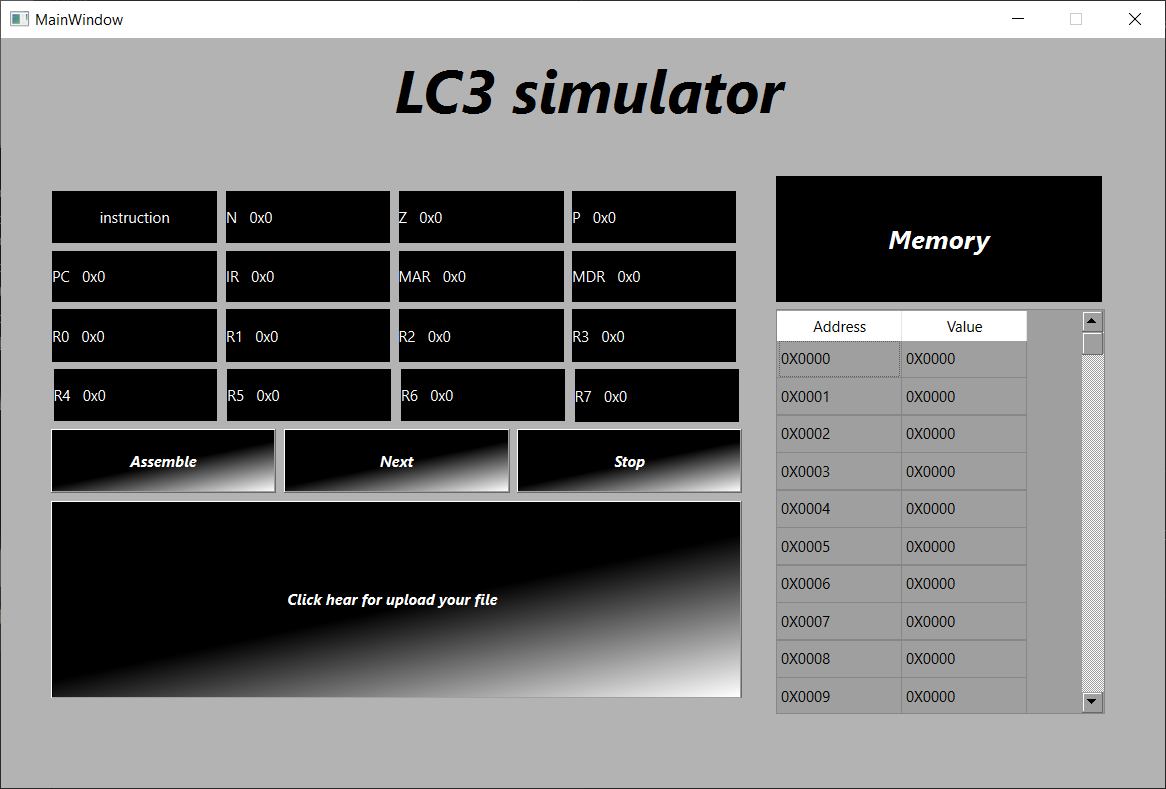 MainWindow
LC3 simulator
instruction N 0x0 Z 0x0 P 0x0
PC 0x0 IR 0x0 MAR 0x0 MDR 0x0
R0 0x0 R1 0x0 R2 0x0 R3 0x0
R4 0x0 R5 0x0 R6 0x0 R7 0x0
Assemble Next Stop
Click hear for upload your file
Memory
Address Value
0X0000 0X0000
0X0001 0X0000
0X0002 0X0000
0X0003 0X0000
0X0004 0X0000
0X0005 0X0000
0X0006 0X0000
0X0007 0X0000
0X0008 0X0000
0X0009 0X0000